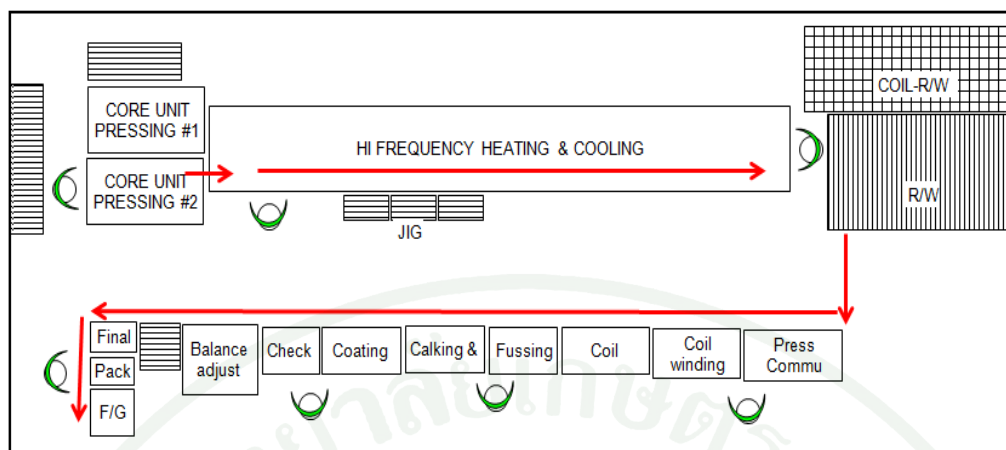 CORE UNIT
PRESSING #1
CORE UNIT
PRESSING #2
HI FREQUENCY HEATING & COOLING
JIG
COIL-R/W
R/W
Final
Pack
F/G
Balance
adjust
Check
Coating
Calking &
Fussing
Coil
Coil
winding
Press
Commu